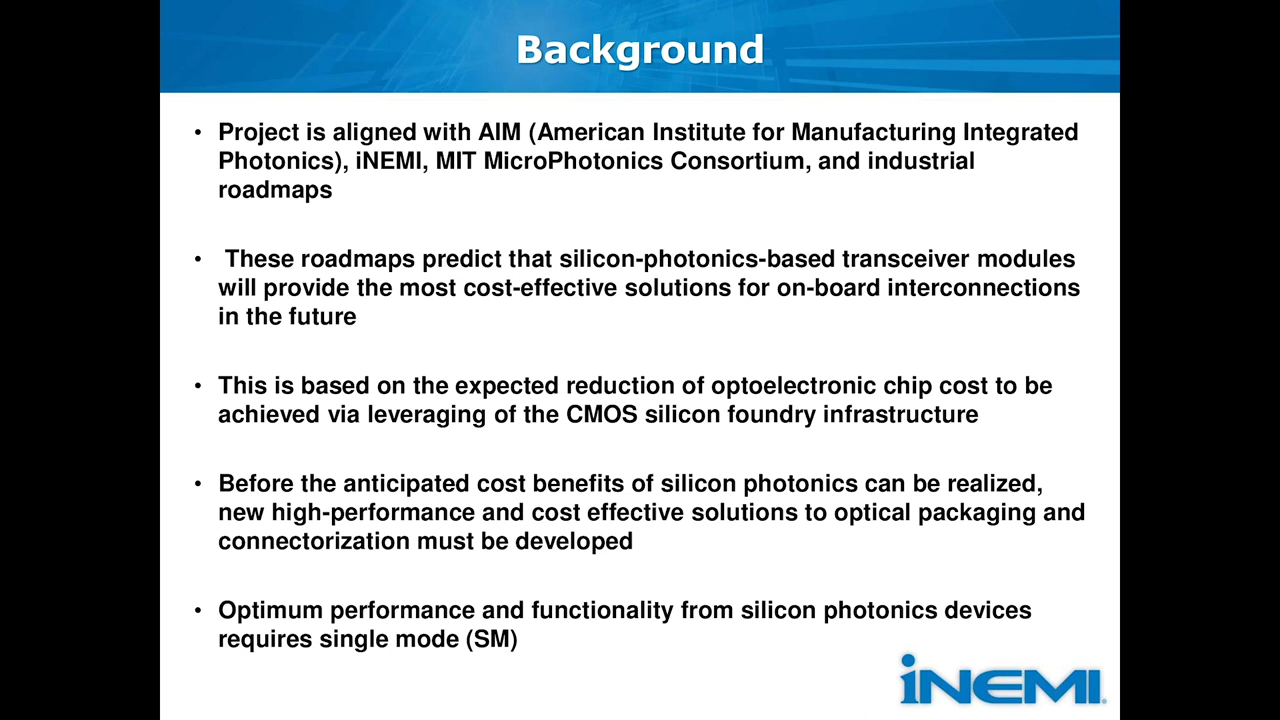 Background
• Project is aligned with AIM (American Institute for Manufacturing Integrated
Photonics), iNEMI, MIT MicroPhotonics Consortium, and industrial
roadmaps
• These roadmaps predict that silicon-photonics-based transceiver modules
will provide the most cost-effective solutions for on-board interconnections
in the future
• This is based on the expected reduction of optoelectronic chip cost to be
achieved via leveraging of the CMOS silicon foundry infrastructure
• Before the anticipated cost benefits of silicon photonics can be realized,
new high-performance and cost effective solutions to optical packaging and
connectorization must be developed
• Optimum performance and functionality from silicon photonics devices
requires single mode (SM)
iNEMI®